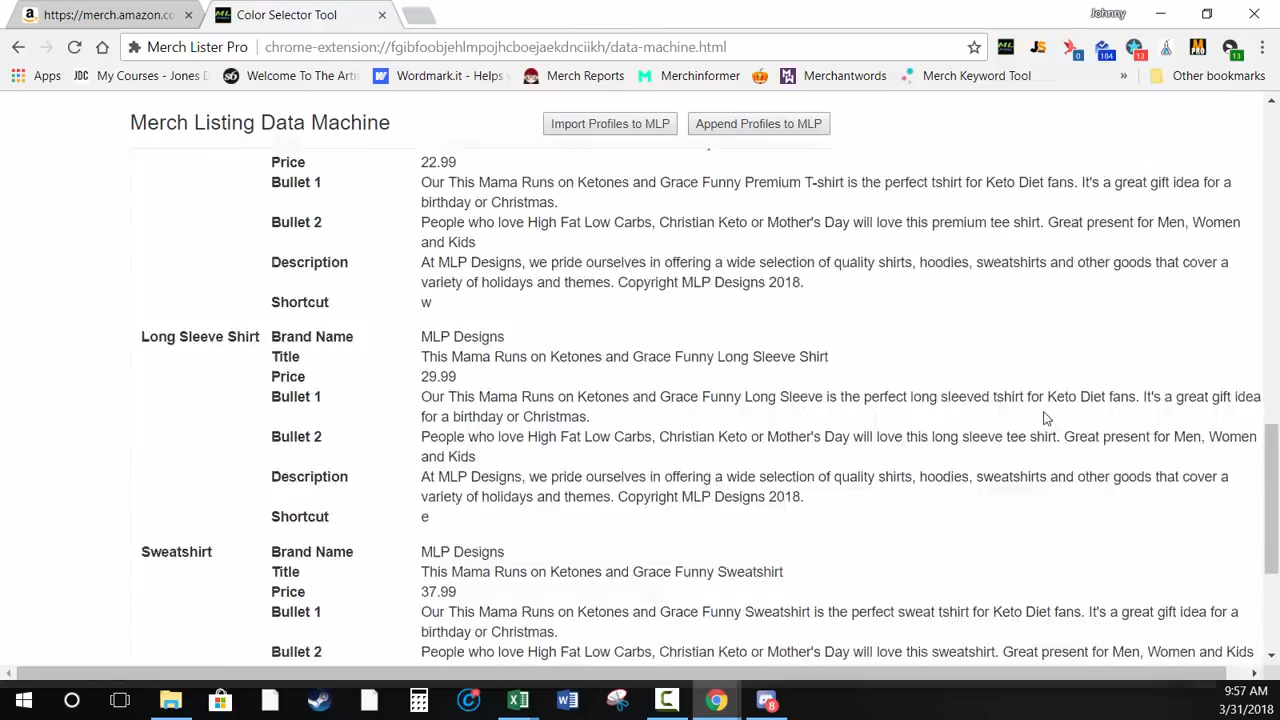 https://merch.amazon.co
Color Selector Tool
Johnny
Merch Lister Pro
chrome-extension://fgibfoobjehlmpojhcboejaekdnciikh/data-machine.html
184
13
13
0
Apps
My Courses - Jones D
Welcome To The Artis
Wordmark.it - Helps y
Merch Reports
Merchinformer
Merchantwords
Merch Keyword Tool
»
Other bookmarks
Merch Listing Data Machine
Import Profiles to MLP
Append Profiles to MLP
Price 22.99
Bullet 1 Our This Mama Runs on Ketones and Grace Funny Premium T-shirt is the perfect tshirt for Keto Diet fans. It's a great gift idea for a
birthday or Christmas.
Bullet 2 People who love High Fat Low Carbs, Christian Keto or Mother's Day will love this premium tee shirt. Great present for Men, Women
and Kids
Description At MLP Designs, we pride ourselves in offering a wide selection of quality shirts, hoodies, sweatshirts and other goods that cover a
variety of holidays and themes. Copyright MLP Designs 2018.
Shortcut w
Long Sleeve Shirt Brand Name MLP Designs
Title This Mama Runs on Ketones and Grace Funny Long Sleeve Shirt
Price 29.99
Bullet 1 Our This Mama Runs on Ketones and Grace Funny Long Sleeve is the perfect long sleeved tshirt for Keto Diet fans. It's a great gift idea
for a birthday or Christmas.
Bullet 2 People who love High Fat Low Carbs, Christian Keto or Mother's Day will love this long sleeve tee shirt. Great present for Men, Women
and Kids
Description At MLP Designs, we pride ourselves in offering a wide selection of quality shirts, hoodies, sweatshirts and other goods that cover a
variety of holidays and themes. Copyright MLP Designs 2018.
Shortcut e
Sweatshirt Brand Name MLP Designs
Title This Mama Runs on Ketones and Grace Funny Sweatshirt
Price 37.99
Bullet 1 Our This Mama Runs on Ketones and Grace Funny Sweatshirt is the perfect sweat tshirt for Keto Diet fans. It's a great gift idea for a
birthday or Christmas.
Bullet 2 People who love High Fat Low Carbs, Christian Keto or Mother's Day will love this sweatshirt. Great present for Men, Women and Kids
9:57 AM
3/31/2018